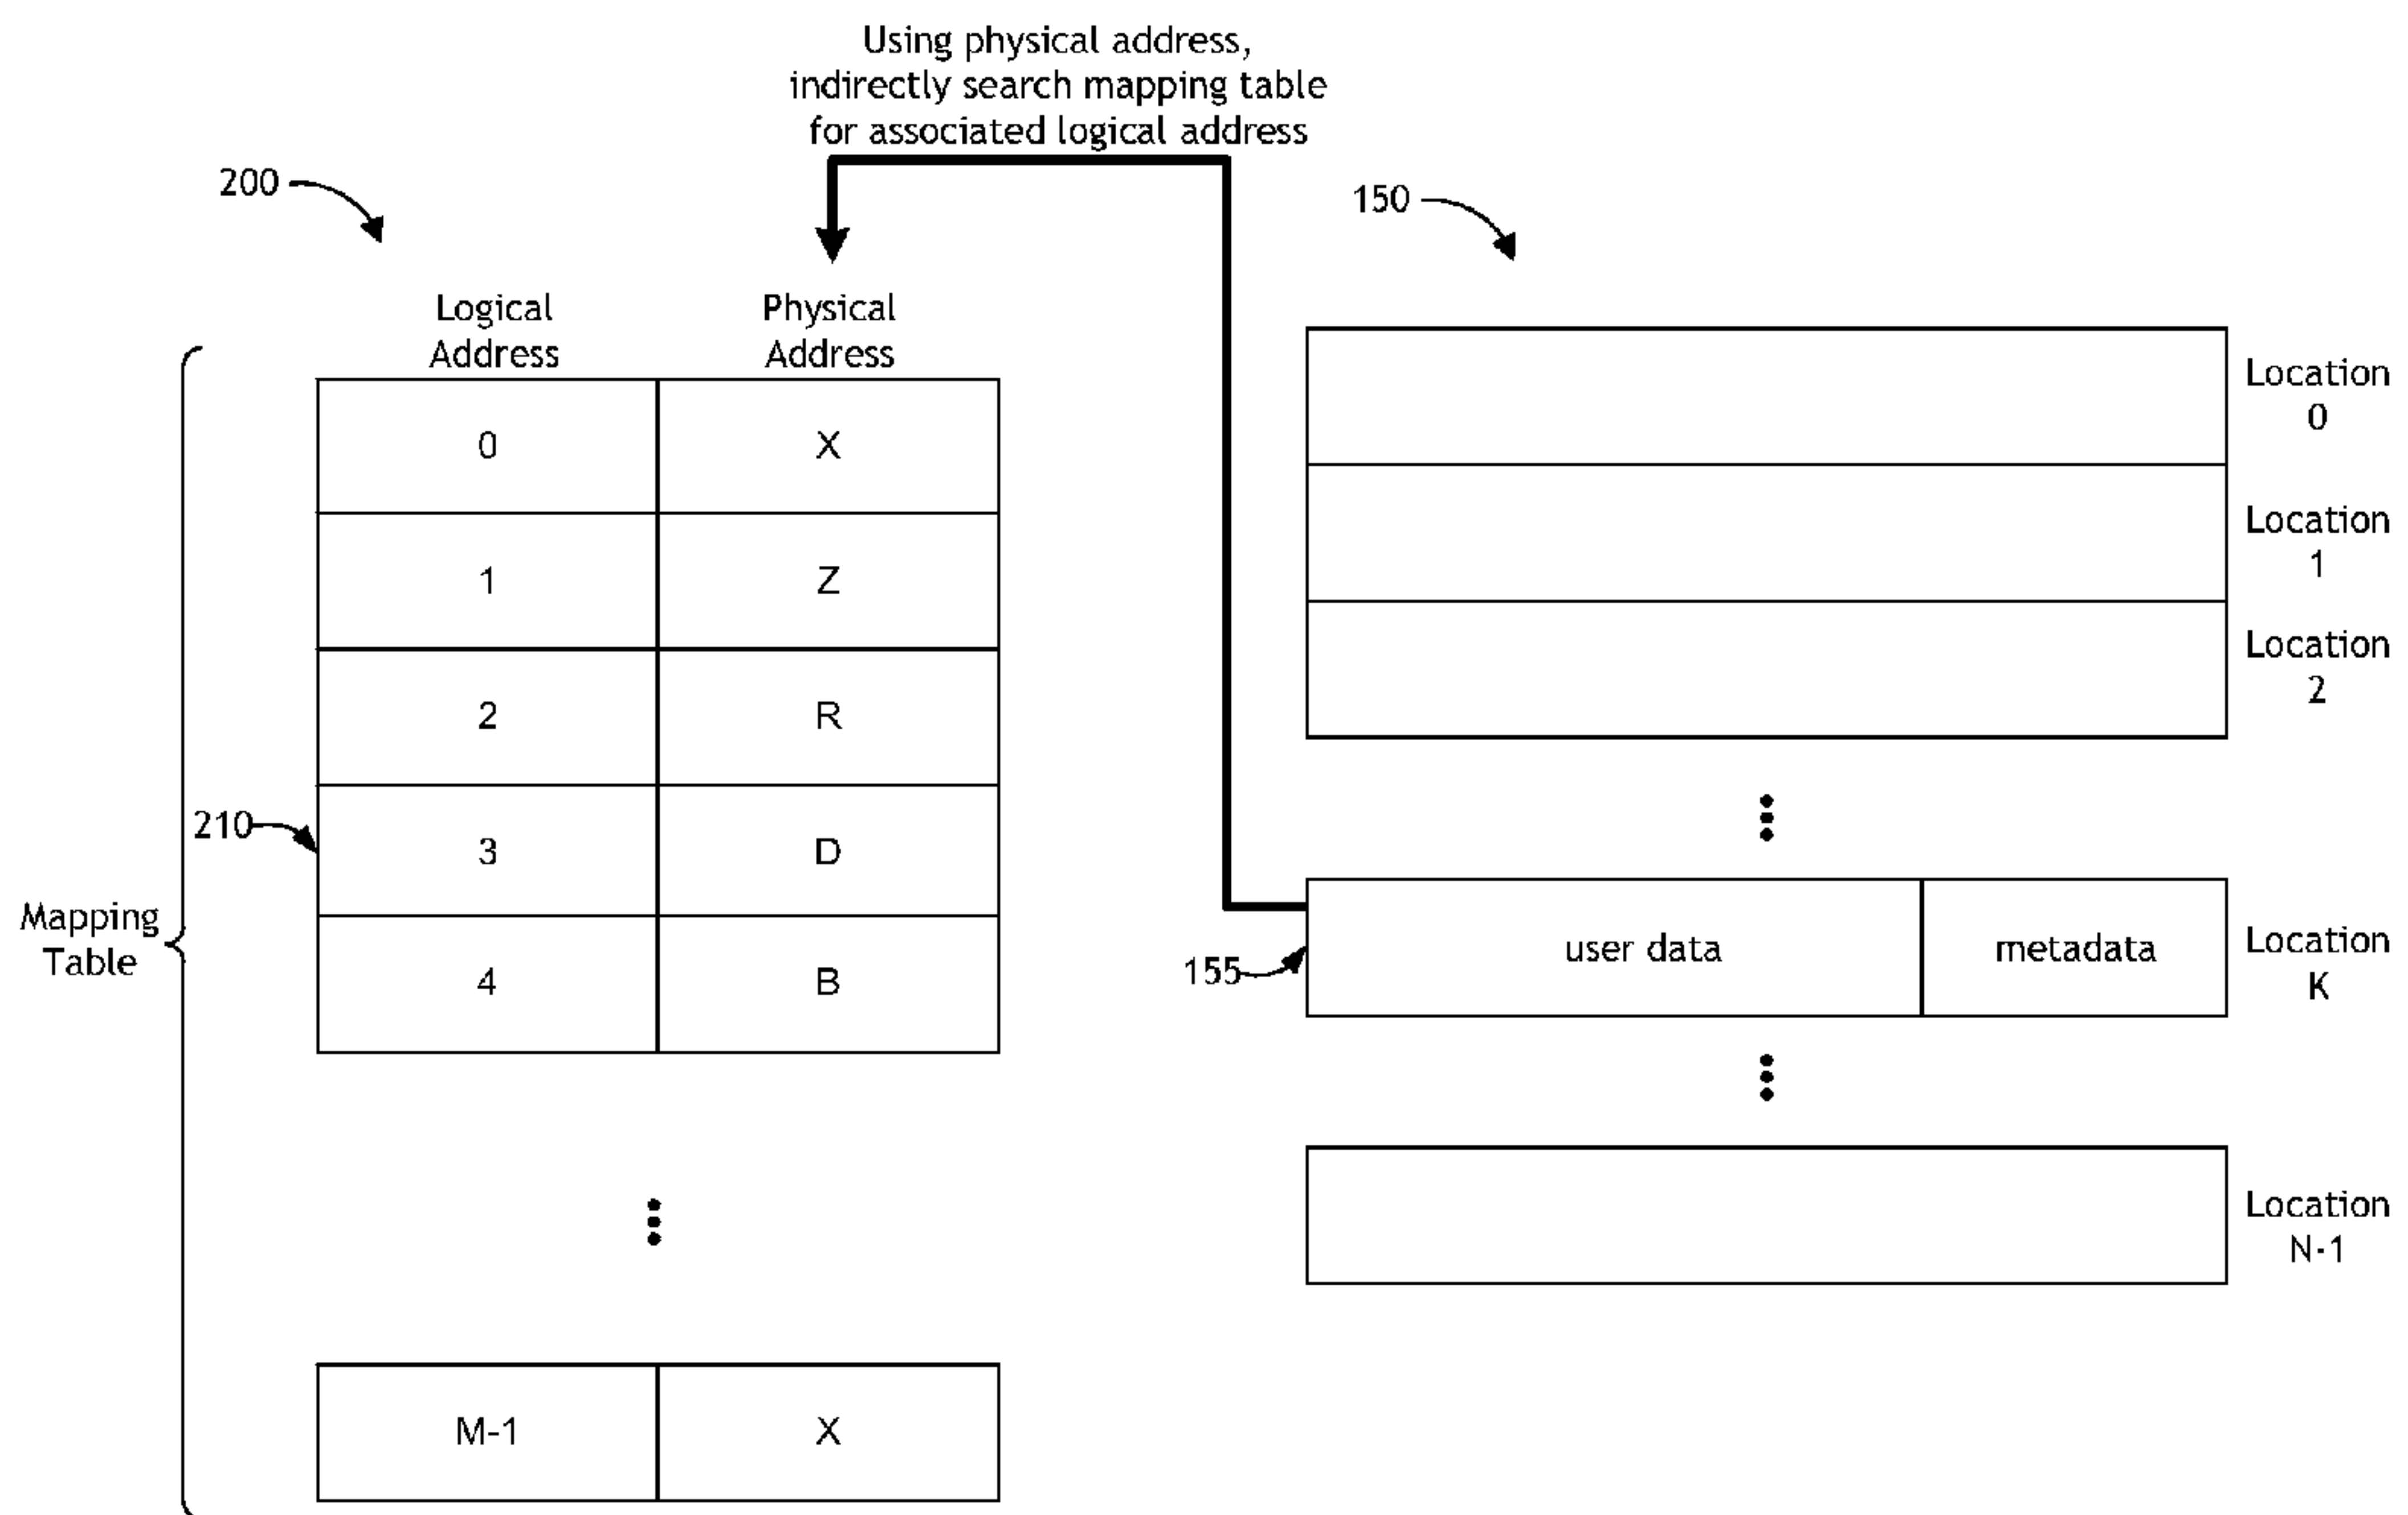 Using physical address,
indirectly search mapping table
for associated logical address
200
150
Logical
Address
Physical
Address
0
X
1
Z
2
R
210
3
D
4
B
M-1
X
Mapping
Table
Location
0
Location
1
Location
2
155
user data
metadata
Location
K
Location
N-1